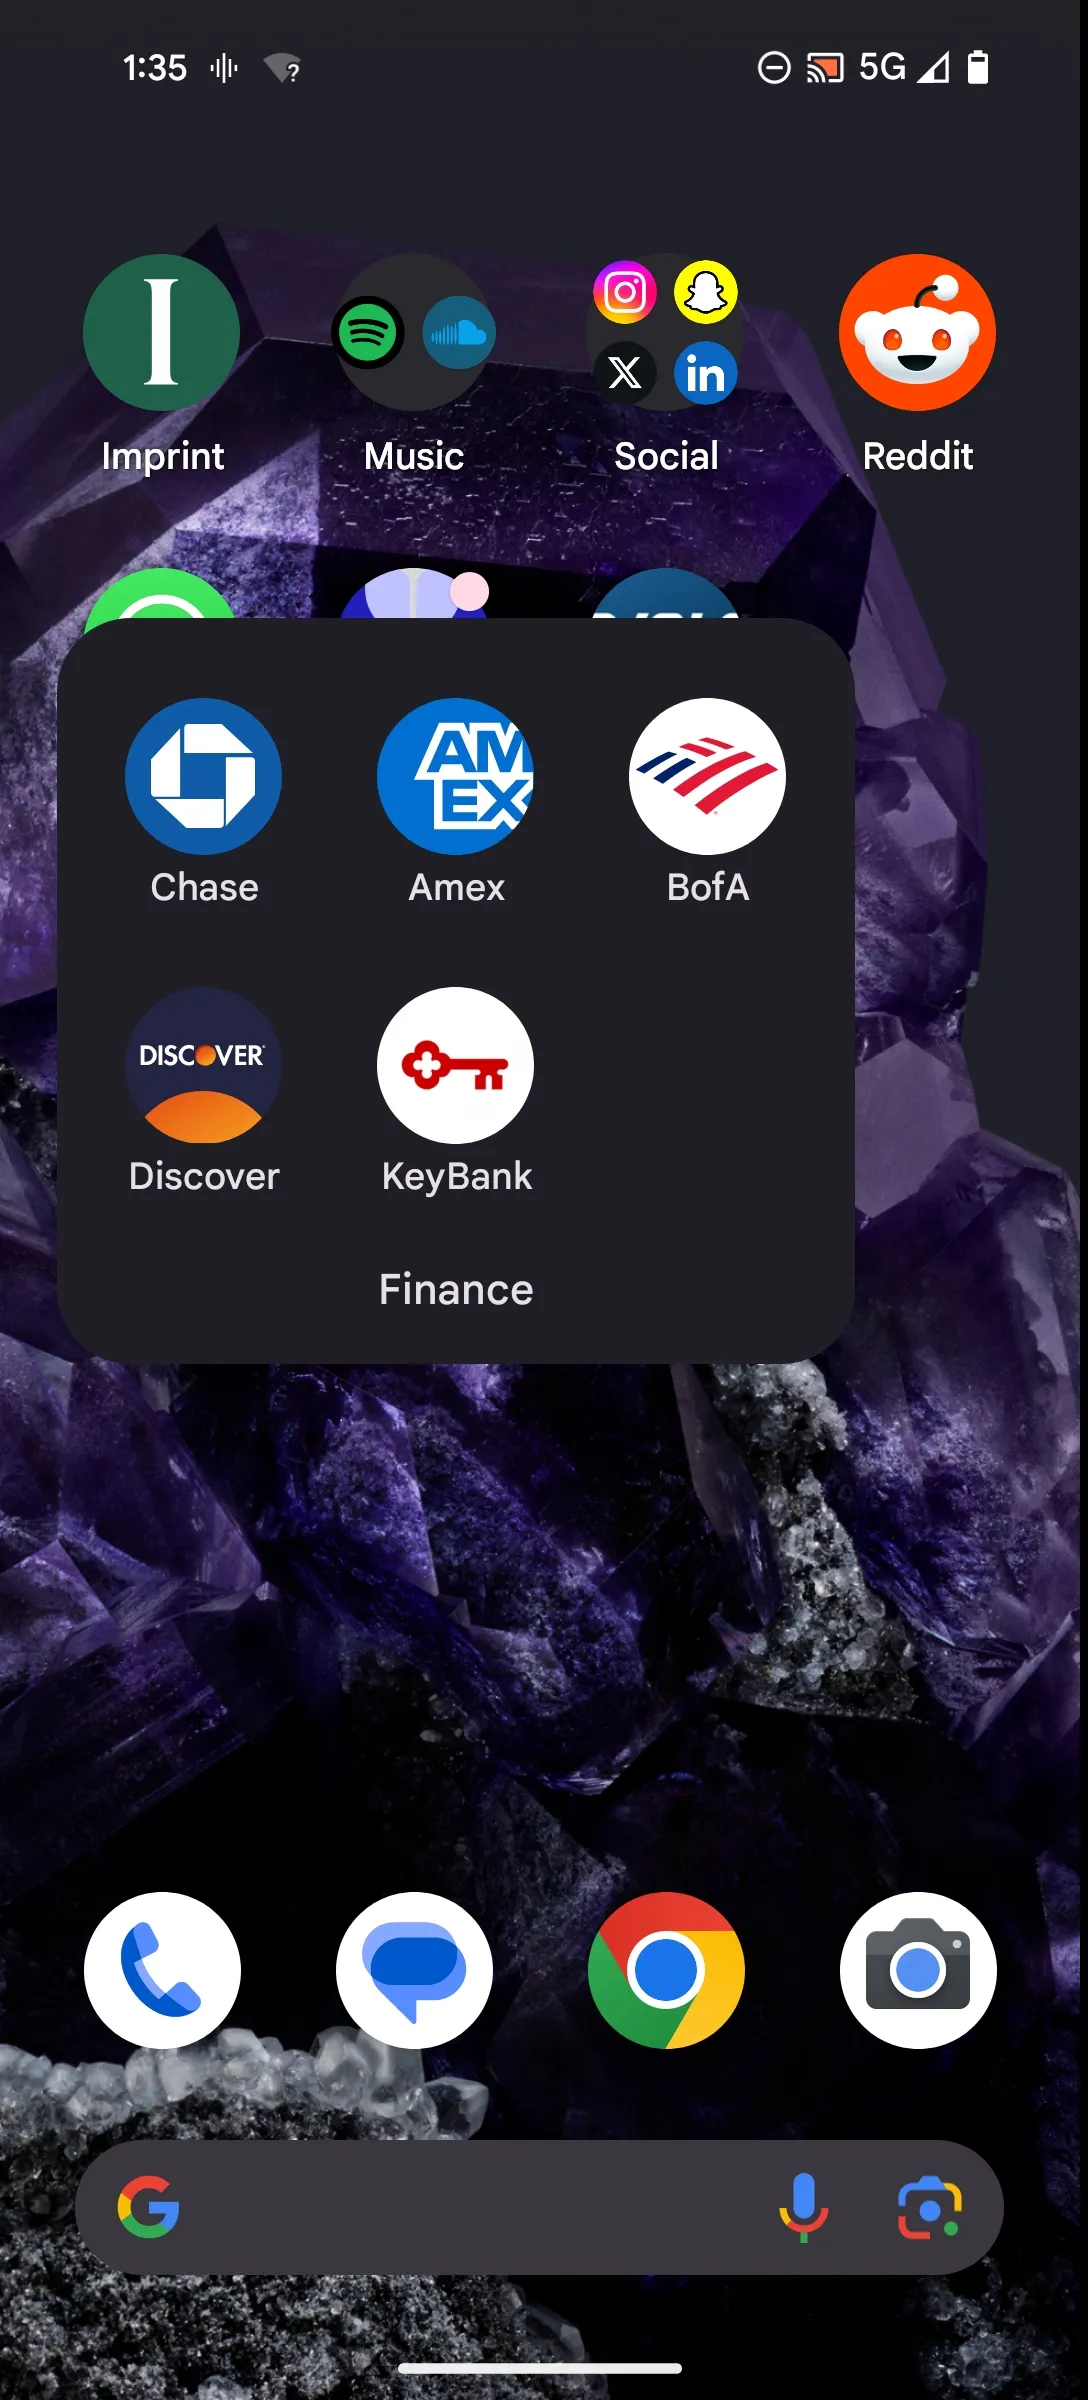 1:35
5G
Imprint
Music
Social
Reddit
AM
EX
Chase
Amex
BofA
DISCOVER
Discover
KeyBank
Finance